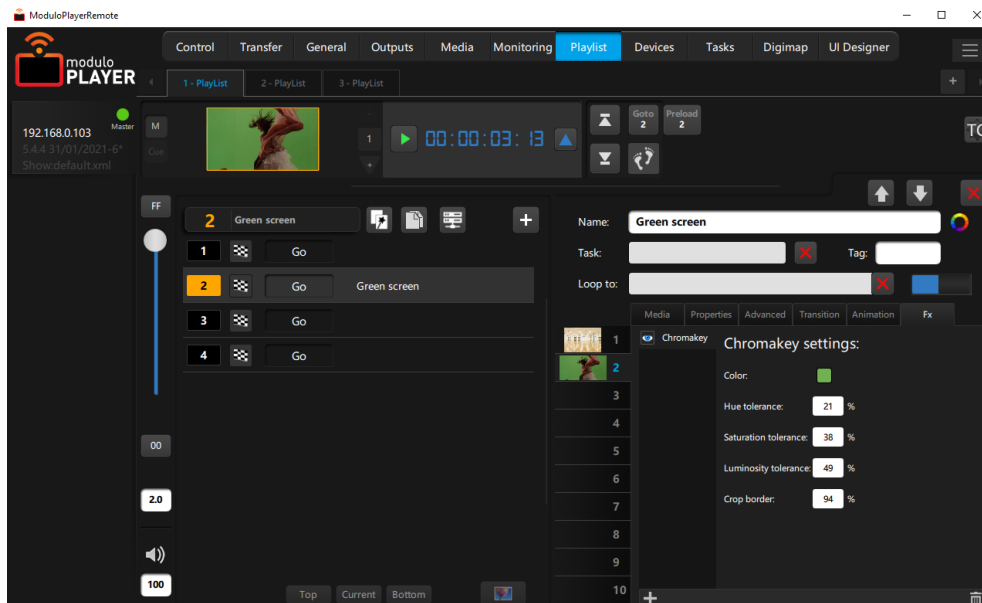 ModuloPlayerRemote
modulo
PLAYER
Control Transfer General Outputs Media Monitoring Playlist Devices Tasks Digimap UI Designer
1 - PlayList 2 - PlayList 3 - PlayList +
192.168.0.103 Master
5.4.4 31/01/2021-6*
Show:default.xml
M
Cue
-
1
+
00:00:03:13
Goto
2
Preload
2
TC
FF
2 Green screen +
1 Go
2 Go Green screen
3 Go
4 Go
00
2.0
100
Top Current Bottom
Name: Green screen
Task: Tag:
Loop to:
Media Properties Advanced Transition Animation Fx
1
2
3
4
5
6
7
8
9
10
Chromakey
Chromakey settings:
Color:
Hue tolerance: 21 %
Saturation tolerance: 38 %
Luminosity tolerance: 49 %
Crop border: 94 %
+